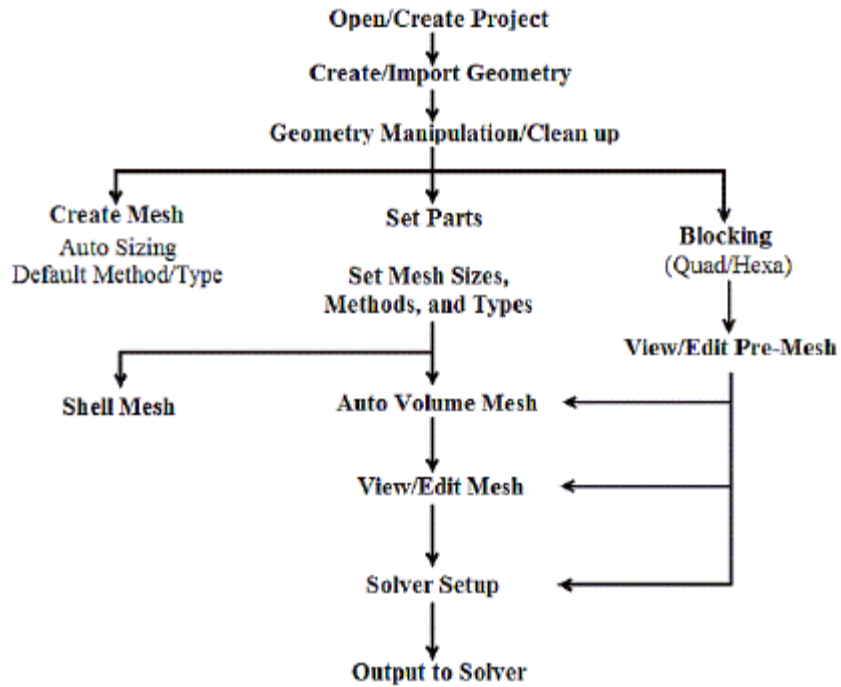 Open/Create Project
Create/Import Geometry
Geometry Manipulation/Clean up
Create Mesh
Auto Sizing
Default Method/Type
Set Parts
Set Mesh Sizes,
Methods, and Types
Blocking
(Quad/Hexa)
View/Edit Pre-Mesh
Shell Mesh
Auto Volume Mesh
View/Edit Mesh
Solver Setup
Output to Solver